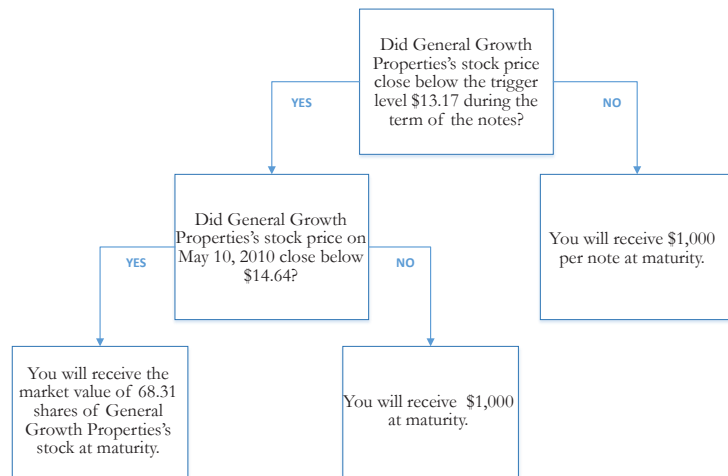 Did General Growth
Properties’s stock price
close below the trigger
level $13.17 during the
term of the notes?
YES
NO
Did General Growth
Properties’s stock price on
May 10, 2010 close below
$14.64?
You will receive $1,000
per note at maturity.
YES
NO
You will receive the
market value of 68.31
shares of General
Growth Properties’s
stock at maturity.
You will receive $1,000
at maturity.